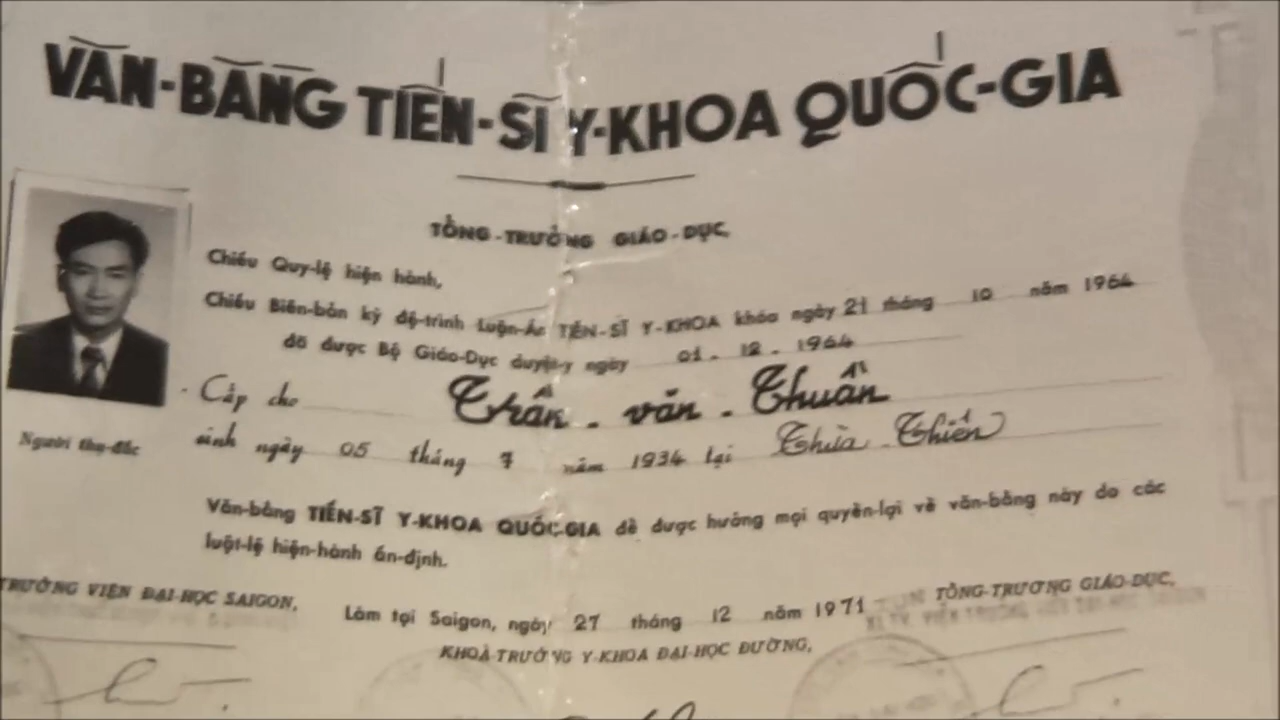 VĂN-BẰNG TIẾN-SĨ Y-KHOA QUỐC-GIA
TỔNG-TRƯỞNG GIÁO-DỤC,
Chiếu Quy-lệ hiện hành,
Chiếu Biên-bản kỳ đệ-trình Luận-Án TIẾN-SĨ Y-KHOA khóa ngày 21 tháng 10 năm 1964
đã được Bộ Giáo-Dục duyệt-y ngày 01 - 12 - 1964
Cấp cho Trần - văn - Thuần
sinh ngày 05 tháng 7 năm 1934 tại Thừa Thiên
Người thụ-đắc
Văn-bằng TIẾN-SĨ Y-KHOA QUỐC-GIA để được hưởng mọi quyền-lợi về văn-bằng này do các
luật-lệ hiện-hành ấn-định.
TRƯỞNG VIỆN ĐẠI-HỌC SAIGON,
Làm tại Saigon, ngày 27 tháng 12 năm 1971
TỔNG-TRƯỞNG GIÁO-DỤC,
KHOA-TRƯỞNG Y-KHOA ĐẠI-HỌC ĐƯỜNG,